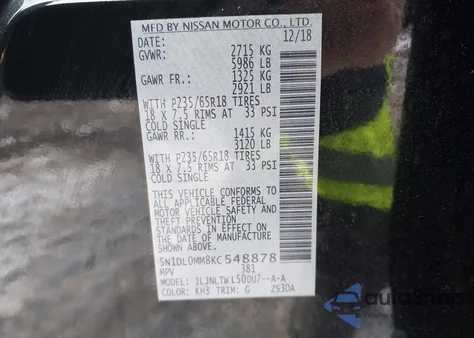 MFD BY NISSAN MOTOR CO., LTD.
DATE: 12/18
GVWR: 2715 KG
5986 LB
GAWR FR.: 1325 KG
2921 LB
WITH P235/65R18 TIRES
18 X 7.5 RIMS AT 33 PSI
COLD SINGLE
GAWR RR.: 1415 KG
3120 LB
WITH P235/65R18 TIRES
18 X 7.5 RIMS AT 33 PSI
COLD SINGLE
THIS VEHICLE CONFORMS TO
ALL APPLICABLE FEDERAL
MOTOR VEHICLE SAFETY AND
THEFT PREVENTION
STANDARDS IN EFFECT ON
THE DATE OF MANUFACTURE
SHOWN ABOVE.
5N1DL0MM8KC548878
MPV 381
MODEL: JLJNLTWL50DU7--A-A
COLOR: KH3 TRIM: G ZS30A
AutoSnap